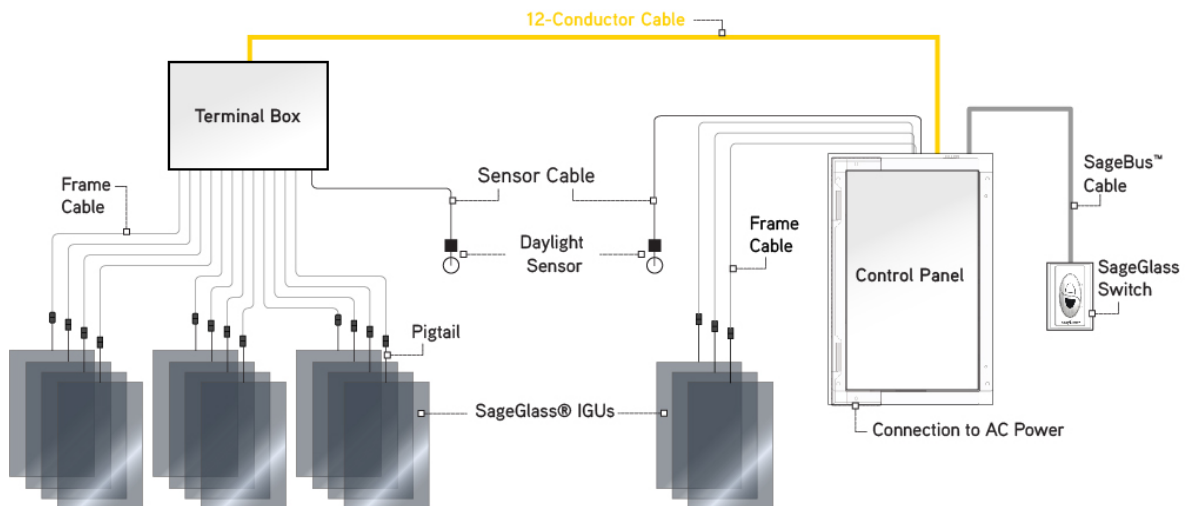 12-Conductor Cable
Terminal Box
Frame
Cable
Sensor Cable
Daylight
Sensor
Frame
Cable
Control Panel
SageBus™
Cable
SageGlass
Switch
Pigtail
SageGlass® IGUs
Connection to AC Power